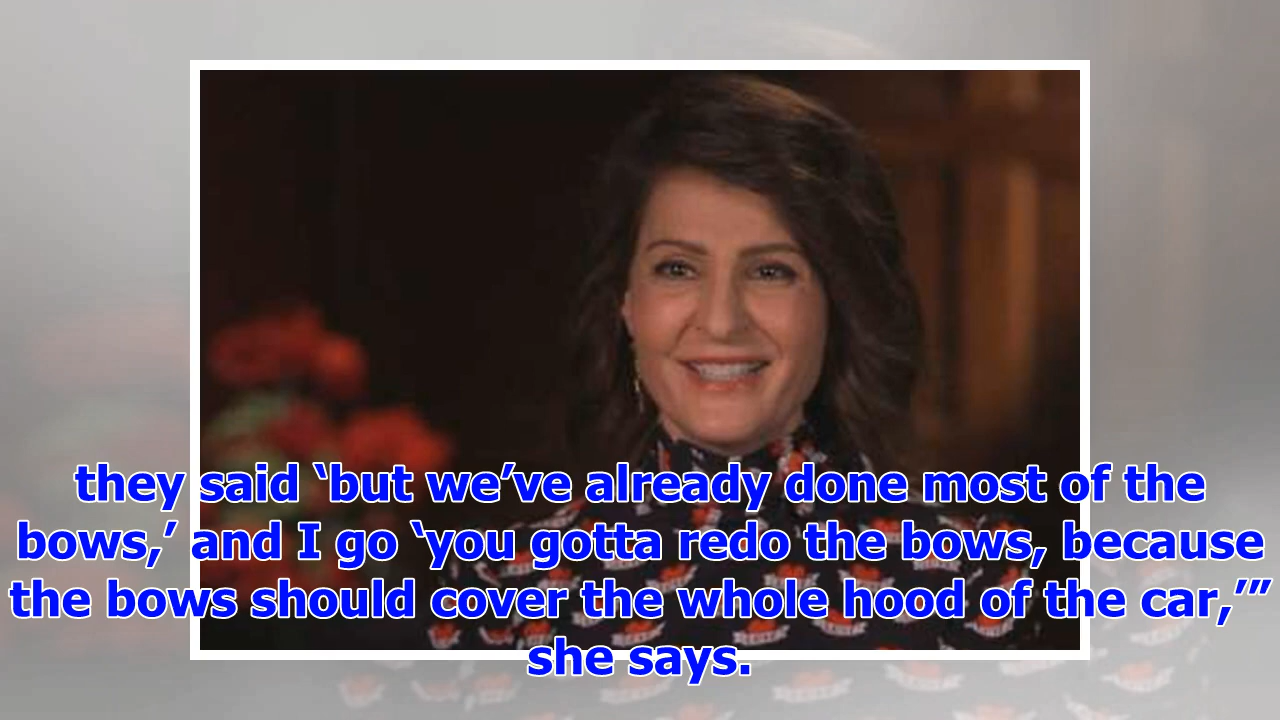 they said ‘but we’ve already done most of the
bows,’ and I go ‘you gotta redo the bows, because
the bows should cover the whole hood of the car,’”
she says.